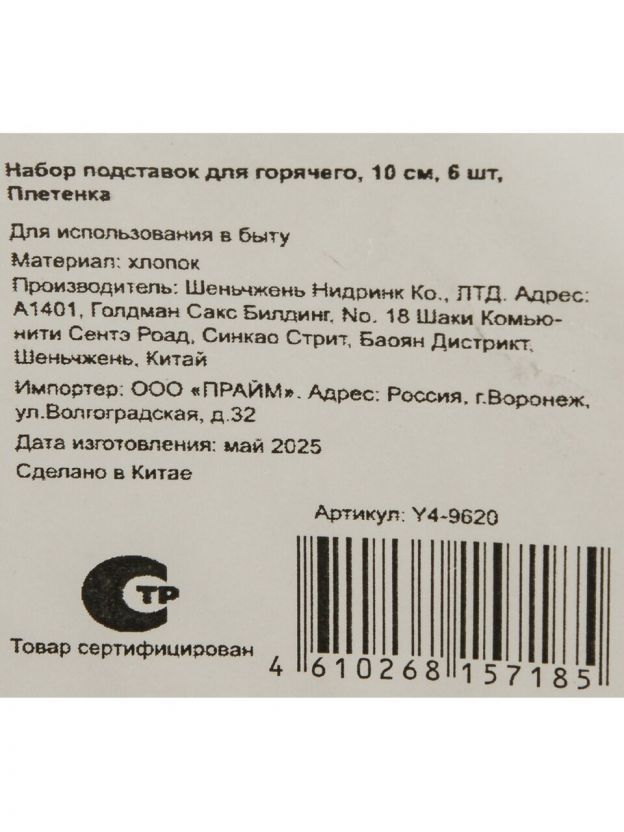 Набор подставок для горячего, 10 см, 6 шт,
Плетенка
Для использования в быту
Материал: хлопок
Производитель: Шеньчжень Нидринк Ко., ЛТД. Адрес:
А1401, Голдман Сакс Билдинг, No. 18 Шаки Комью-
нити Сентэ Роад, Синкао Стрит, Баоян Дистрикт,
Шеньчжень, Китай
Импортер: ООО «ПРАЙМ». Адрес: Россия, г.Воронеж,
ул.Волгоградская, д.32
Дата изготовления: май 2025
Сделано в Китае
Артикул: Y4-9620
СТР
Товар сертифицирован
4 610268 157185